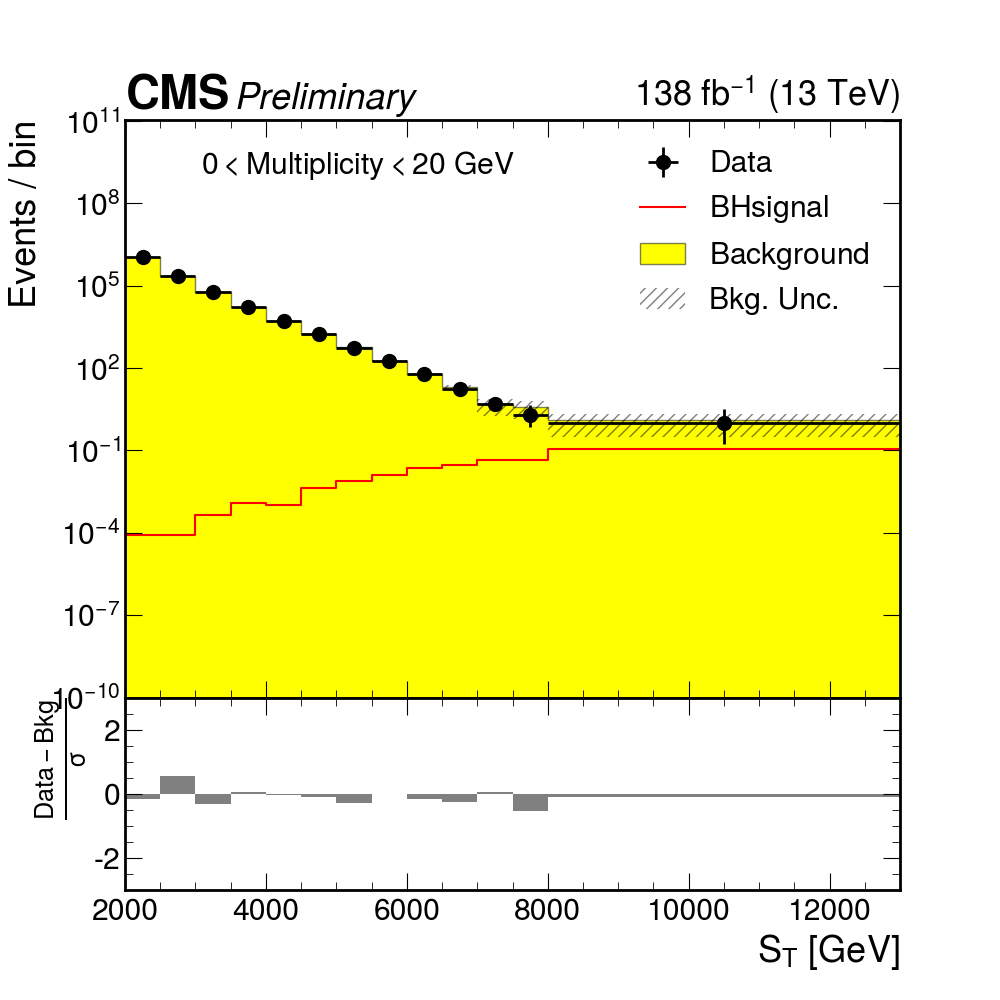 CMS Preliminary 138 fb⁻¹ (13 TeV)
Events / bin
0 < Multiplicity < 20 GeV
Data
BHsignal
Background
Bkg. Unc.
10¹¹
10⁸
10⁵
10²
10⁻¹
10⁻⁴
10⁻⁷
10⁻¹⁰
Data – Bkg
σ
2
0
-2
2000 4000 6000 8000 10000 12000
S_T [GeV]